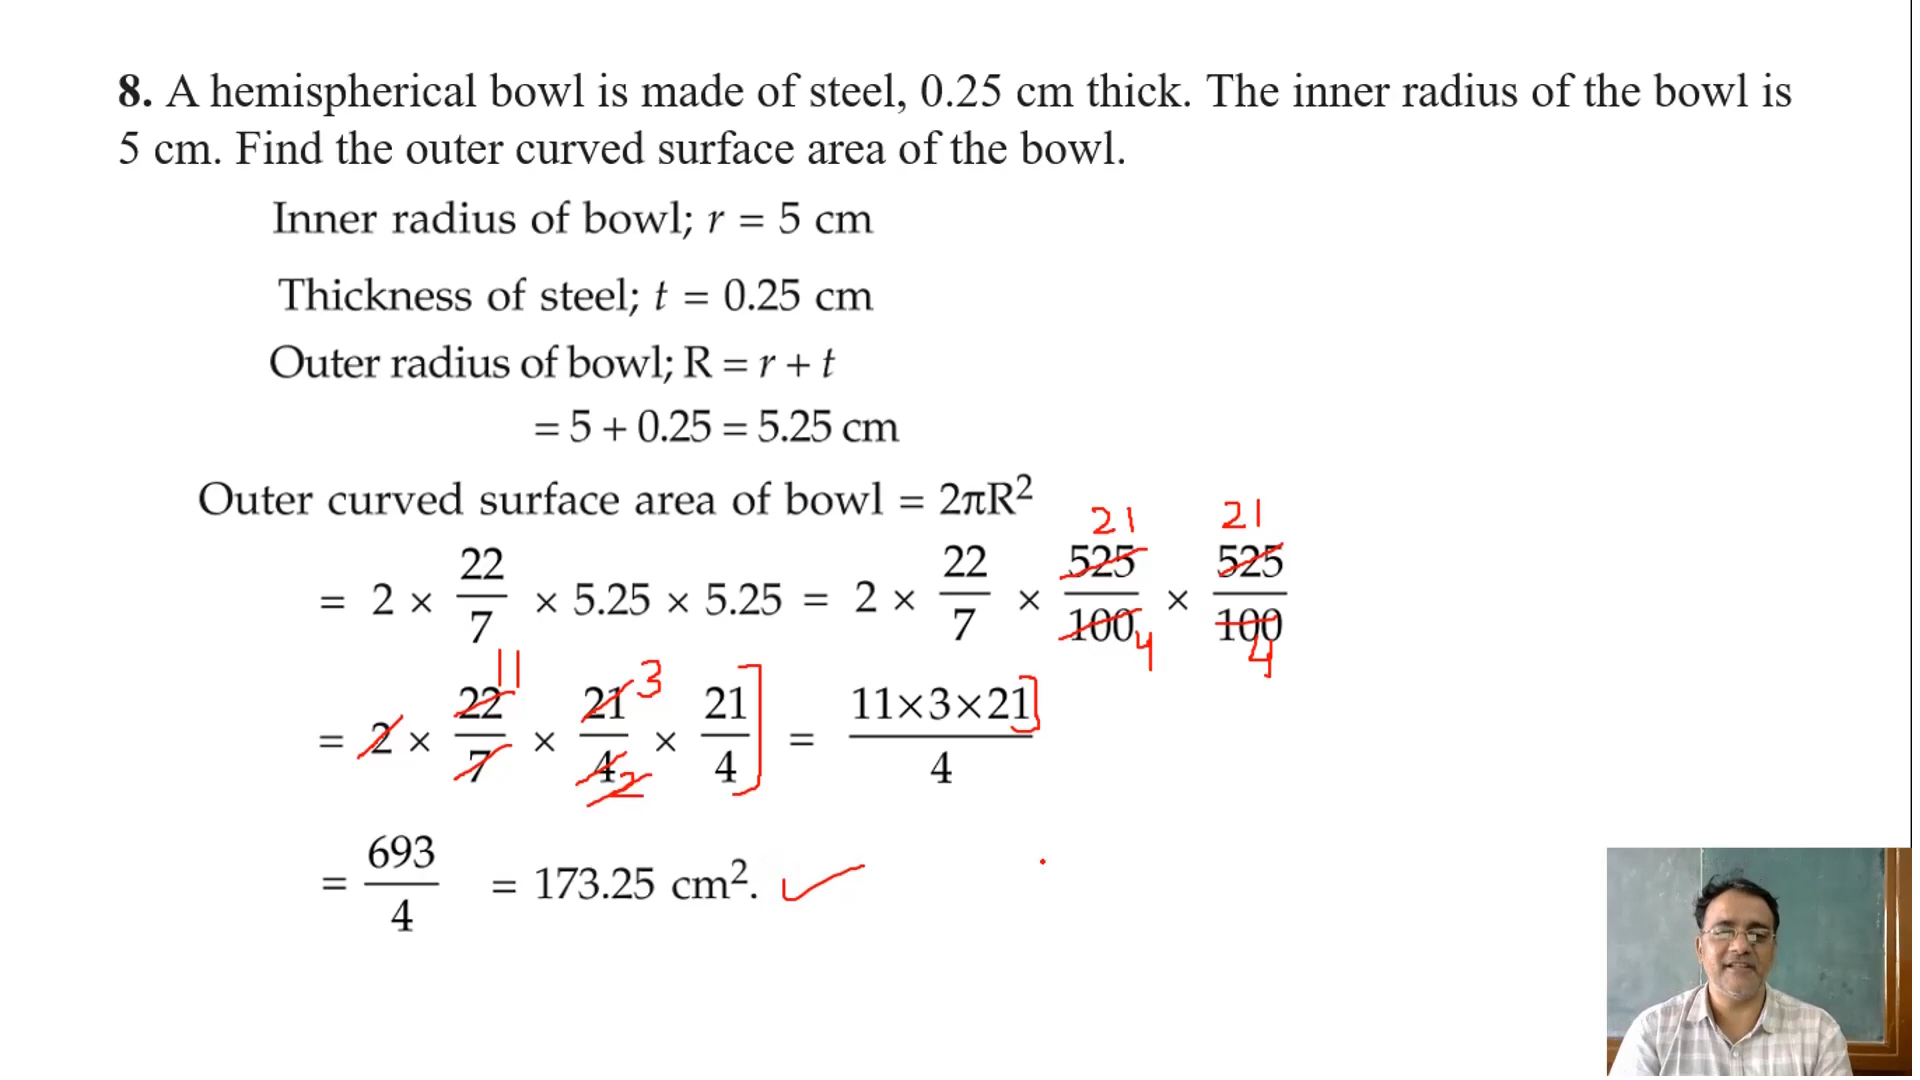 8. A hemispherical bowl is made of steel, 0.25 cm thick. The inner radius of the bowl is
5 cm. Find the outer curved surface area of the bowl.
Inner radius of bowl; r = 5 cm
Thickness of steel; t = 0.25 cm
Outer radius of bowl; R = r + t
= 5 + 0.25 = 5.25 cm
Outer curved surface area of bowl = 2πR²
21 21
= 2 × 22/7 × 5.25 × 5.25 = 2 × 22/7 × 525/100 × 525/100
4 4
11 3
= 2 × 22/7 × 21/4 × 21/4 ] = 11×3×21]/4
2
= 693/4 = 173.25 cm². ✓